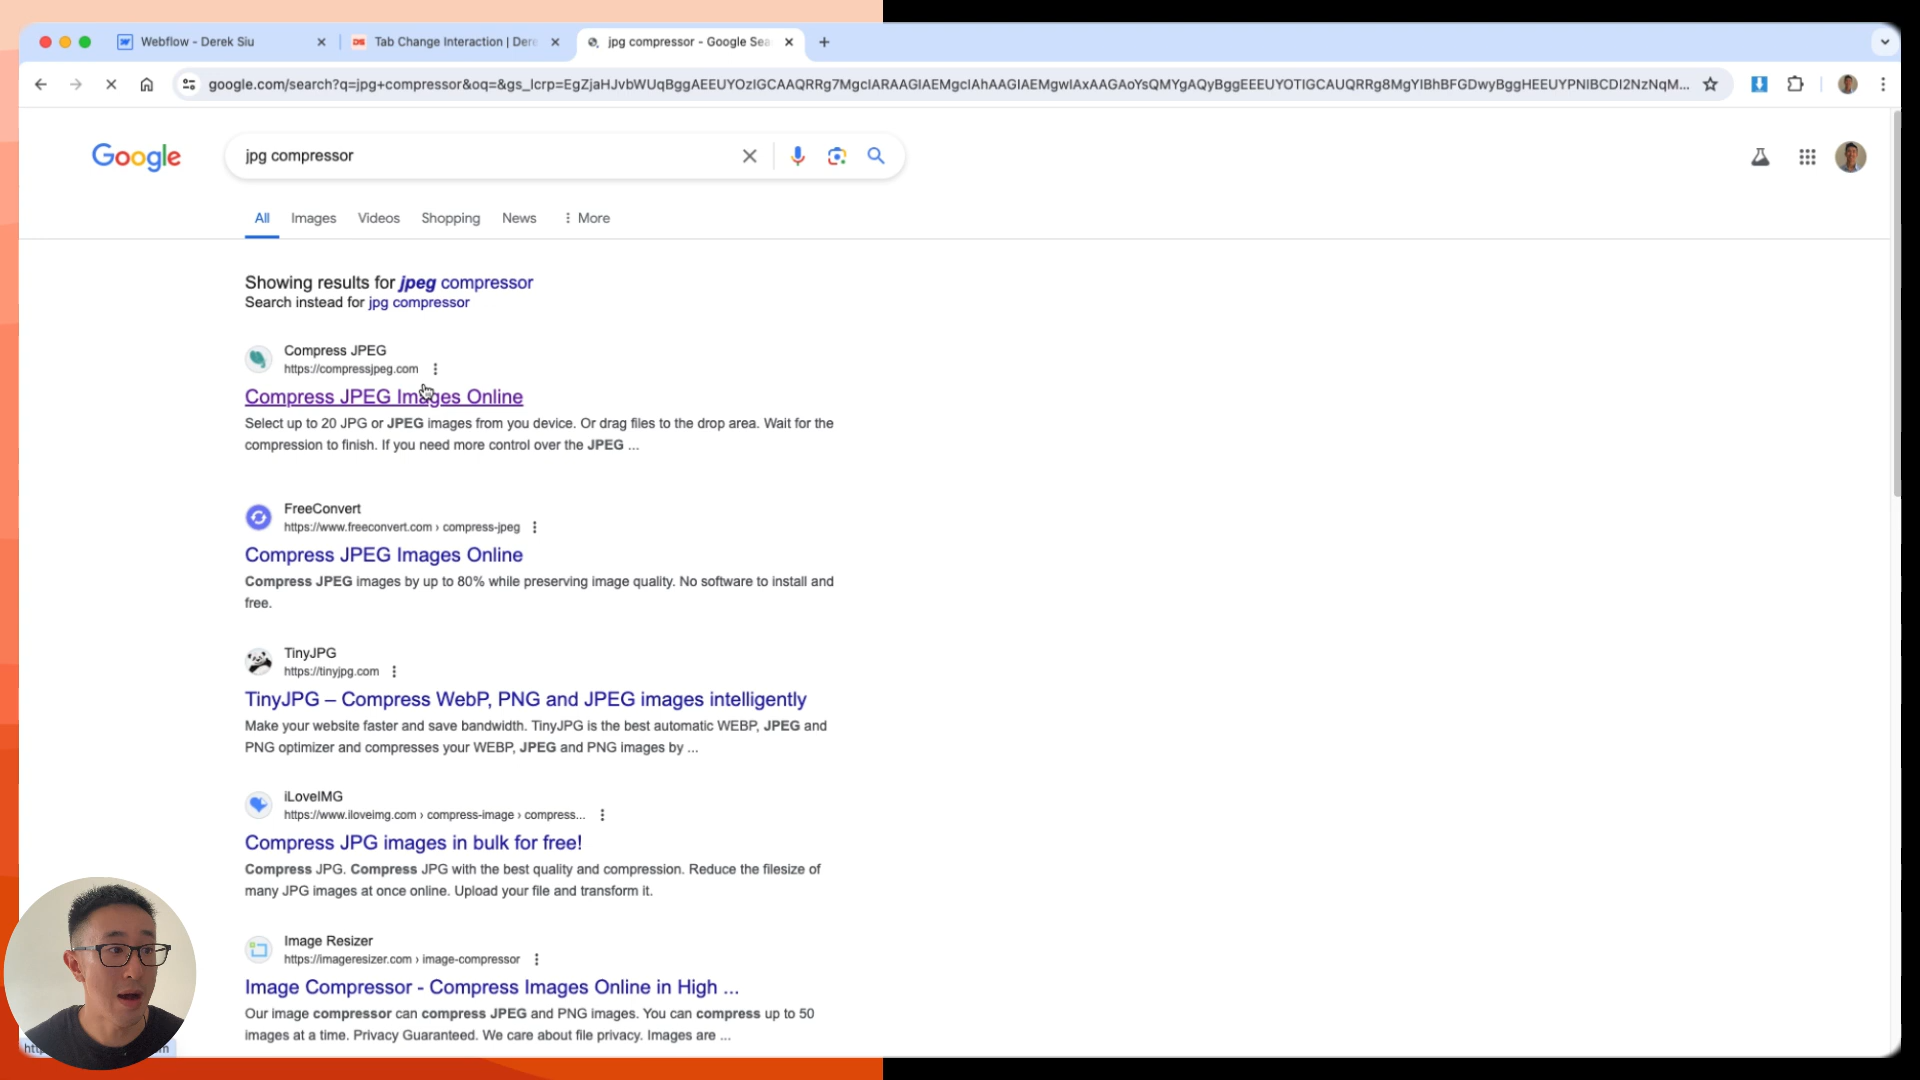 Webflow - Derek Siu
DS
Tab Change Interaction | Dere
jpg compressor - Google Sea
google.com/search?q=jpg+compressor&oq=&gs_lcrp=
Google
jpg compressor
All
Images
Videos
Shopping
News
More
Showing results for jpeg compressor
Search instead for jpg compressor
Compress JPEG
https://compressjpeg.com
Compress JPEG Images Online
Select up to 20 JPG or JPEG images from you device. Or drag files to the drop area. Wait for the
compression to finish. If you need more control over the JPEG ...
FreeConvert
https://www.freeconvert.com › compress-jpeg
Compress JPEG Images Online
Compress JPEG images by up to 80% while preserving image quality. No software to install and
free.
TinyJPG
https://tinyjpg.com
TinyJPG – Compress WebP, PNG and JPEG images intelligently
Make your website faster and save bandwidth. TinyJPG is the best automatic WEBP, JPEG and
PNG optimizer and compresses your WEBP, JPEG and PNG images by ...
iLoveIMG
https://www.iloveimg.com › compress-image › compress...
Compress JPG images in bulk for free!
Compress JPG. Compress JPG with the best quality and compression. Reduce the filesize of
many JPG images at once online. Upload your file and transform it.
Image Resizer
https://imageresizer.com › image-compressor
Image Compressor - Compress Images Online in High ...
Our image compressor can compress JPEG and PNG images. You can compress up to 50
images at a time. Privacy Guaranteed. We care about file privacy. Images are ...